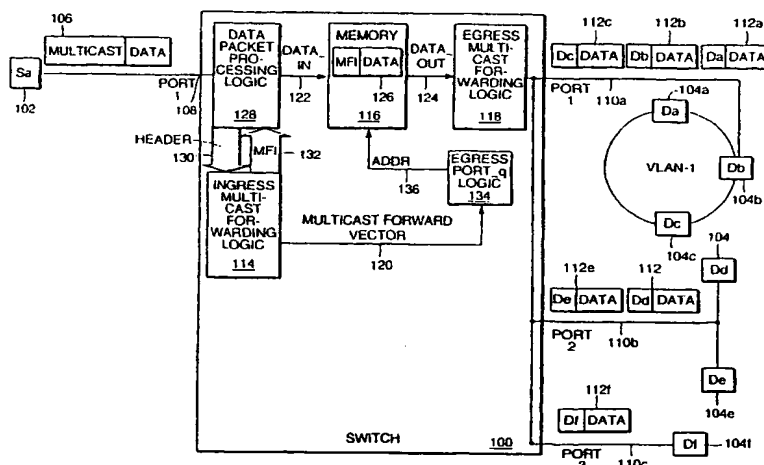 106
MULTICAST DATA
Sa
102
PORT
1
108
DATA
PACKET
PRO-
CESSING
LOGIC
128
DATA_
IN
122
MEMORY
MFI DATA
126
116
DATA_
OUT
124
EGRESS
MULTI-
CAST
FOR-
WARDING
LOGIC
118
HEADER
130
MFI
132
INGRESS
MULTI-
CAST
FOR-
WARDING
LOGIC
114
ADDR
136
EGRESS
PORT_q
LOGIC
134
MULTICAST FORWARD
VECTOR
120
SWITCH
100
112c
112b
112a
Dc DATA
Db DATA
Da DATA
PORT
1
110a
104a
Da
VLAN-1
Db
104b
Dc
104c
104
Dd
112e
112
De DATA
Dd DATA
PORT
2
110b
De
104e
112f
Df DATA
PORT
110c
Df
104f